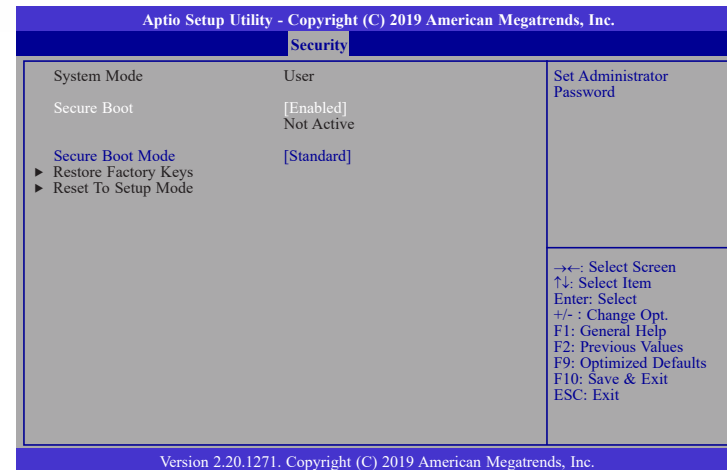 Aptio Setup Utility - Copyright (C) 2019 American Megatrends, Inc.
Security
System Mode User
Secure Boot [Enabled]
Not Active
Secure Boot Mode [Standard]
► Restore Factory Keys
► Reset To Setup Mode
Set Administrator
Password
→←: Select Screen
↑↓: Select Item
Enter: Select
+/- : Change Opt.
F1: General Help
F2: Previous Values
F9: Optimized Defaults
F10: Save & Exit
ESC: Exit
Version 2.20.1271. Copyright (C) 2019 American Megatrends, Inc.